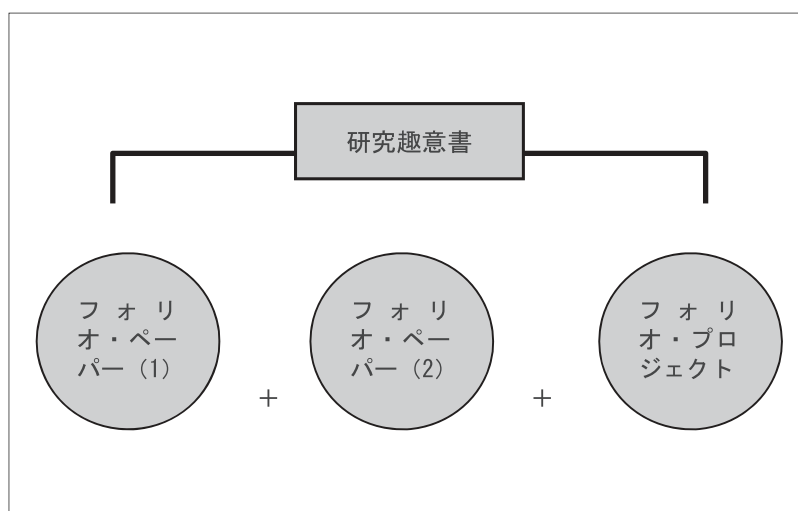 研究趣意書
フォリ
オ・ペー
パー (1)
+
フォリ
オ・ペー
パー (2)
+
フォリ
オ・プロ
ジェクト